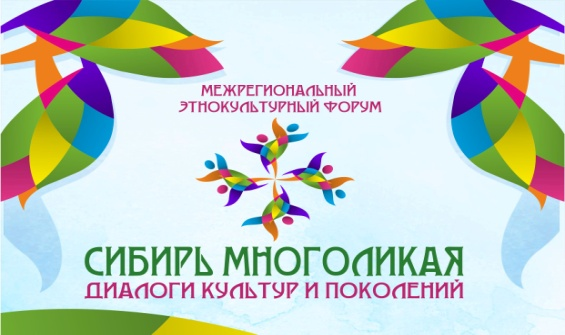 МЕЖРЕГИОНАЛЬНЫЙ
ЭТНОКУЛЬТУРНЫЙ ФОРУМ
СИБИРЬ МНОГОЛИКАЯ
ДИАЛОГИ КУЛЬТУР И ПОКОЛЕНИЙ